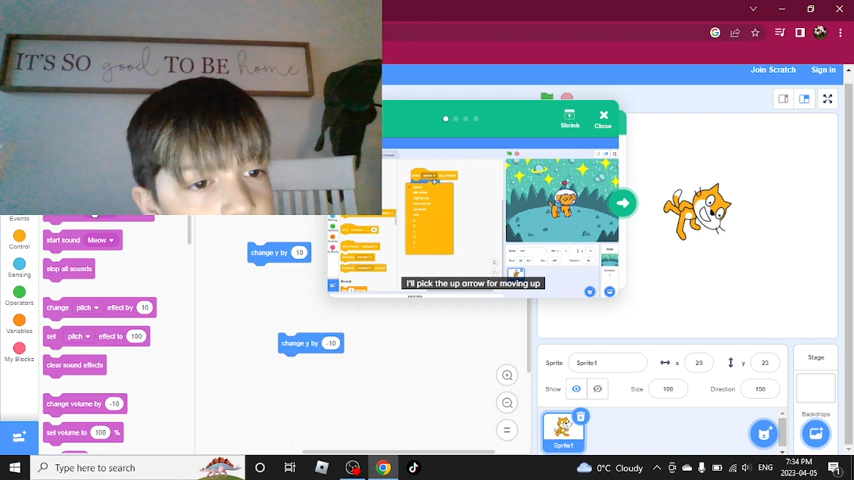 IT'S SO good TO BE home
Join Scratch
Sign in
Shrink
Close
I'll pick the up arrow for moving up
Events
Control
Sensing
Operators
Variables
My Blocks
start sound Meow
stop all sounds
change pitch effect by 10
set pitch effect to 100
clear sound effects
change volume by -10
set volume to 100 %
change y by 10
change y by -10
Sprite Sprite1
x 20
y 23
Show
Size 100
Direction 150
Stage
Backdrops
Sprite1
Type here to search
0°C Cloudy
ENG
7:34 PM
2023-04-05